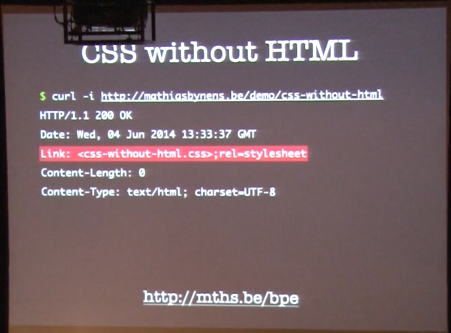 CSS without HTML
$ curl -i http://mathiasbynens.be/demo/css-without-html
HTTP/1.1 200 OK
Date: Wed, 04 Jun 2014 13:33:37 GMT
Link: <css-without-html.css>;rel=stylesheet
Content-Length: 0
Content-Type: text/html; charset=UTF-8
http://mths.be/bpe